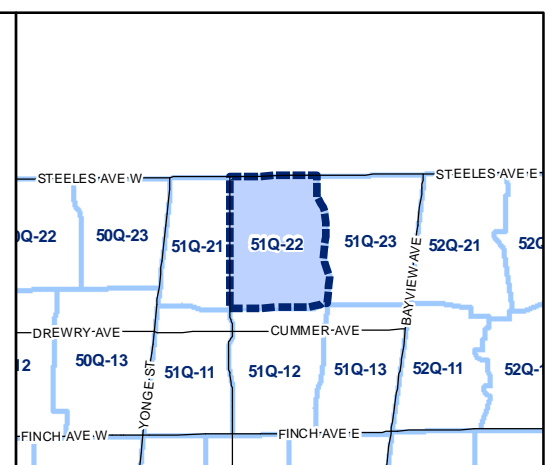 STEELES AVE W
STEELES AVE E
0Q-22
50Q-23
51Q-21
51Q-22
51Q-23
BAYVIEW AVE
52Q-21
52Q
DREWRY AVE
CUMMER AVE
12
50Q-13
YONGE ST
51Q-11
51Q-12
51Q-13
52Q-11
52Q-1
FINCH AVE W
FINCH AVE E